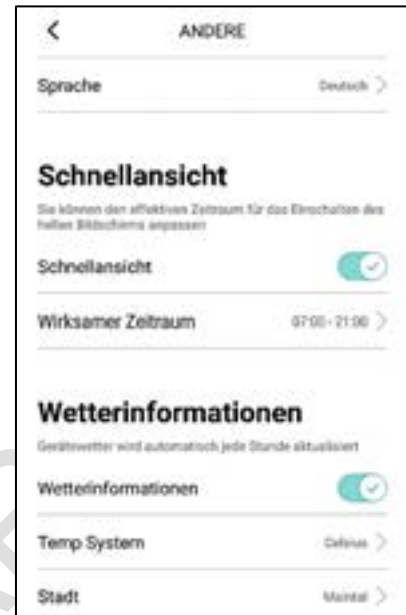 ANDERE
Sprache Deutsch
Schnellansicht
Sie können den effektiven Zeitraum für das Einschalten des
hellen Bildschirms anpassen
Schnellansicht
Wirksamer Zeitraum 07:00 - 21:00
Wetterinformationen
Gerätewetter wird automatisch jede Stunde aktualisiert
Wetterinformationen
Temp System Celsius
Stadt Maintal